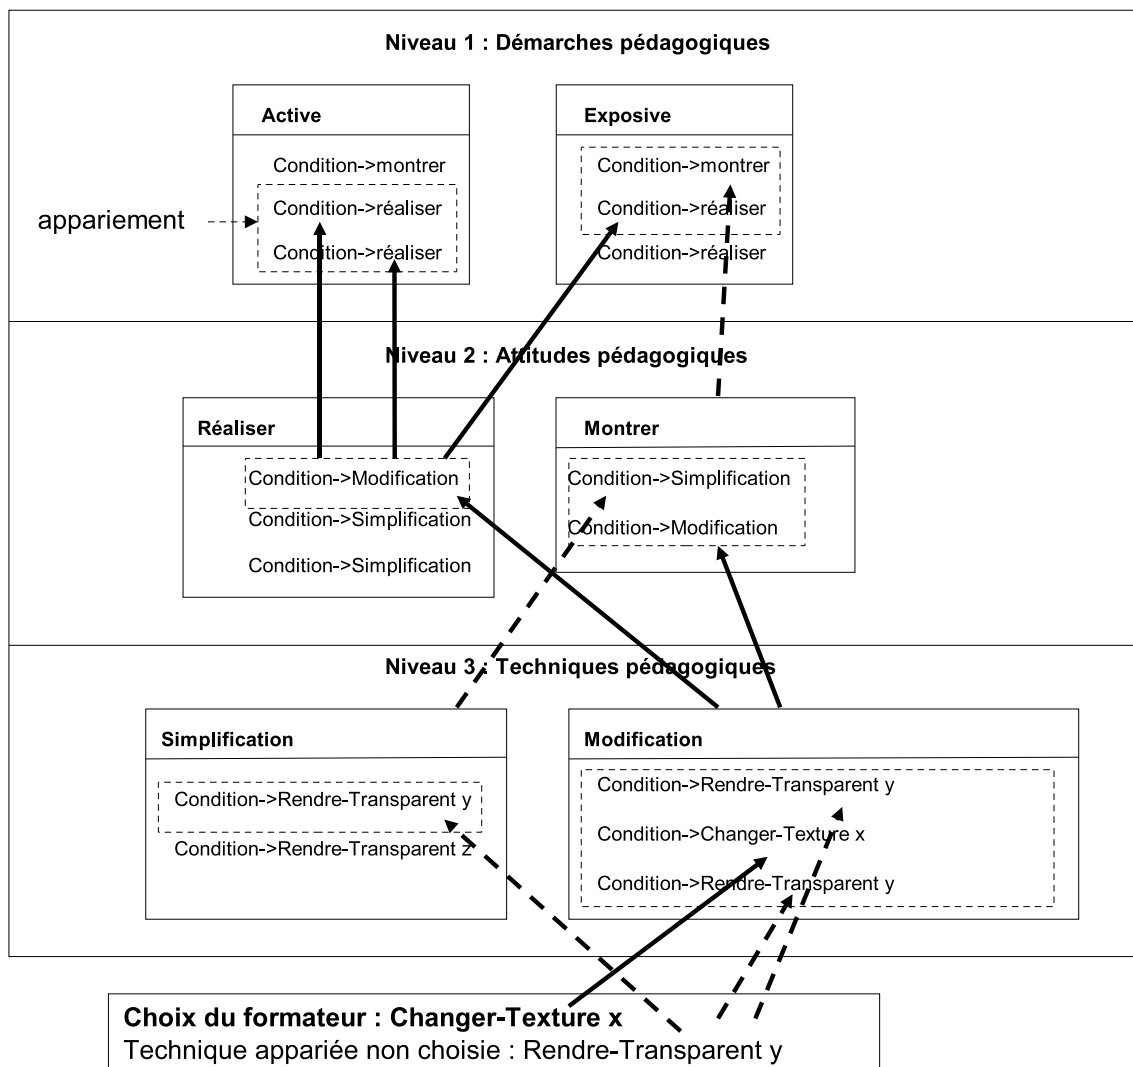 Niveau 1 : Démarches pédagogiques
Active
Condition->montrer
Condition->réaliser
Condition->réaliser
Exposive
Condition->montrer
Condition->réaliser
Condition->réaliser
appariement
Niveau 2 : Attitudes pédagogiques
Réaliser
Condition->Modification
Condition->Simplification
Condition->Simplification
Montrer
Condition->Simplification
Condition->Modification
Niveau 3 : Techniques pédagogiques
Simplification
Condition->Rendre-Transparent y
Condition->Rendre-Transparent z
Modification
Condition->Rendre-Transparent y
Condition->Changer-Texture x
Condition->Rendre-Transparent y
Choix du formateur : Changer-Texture x
Technique appariée non choisie : Rendre-Transparent y